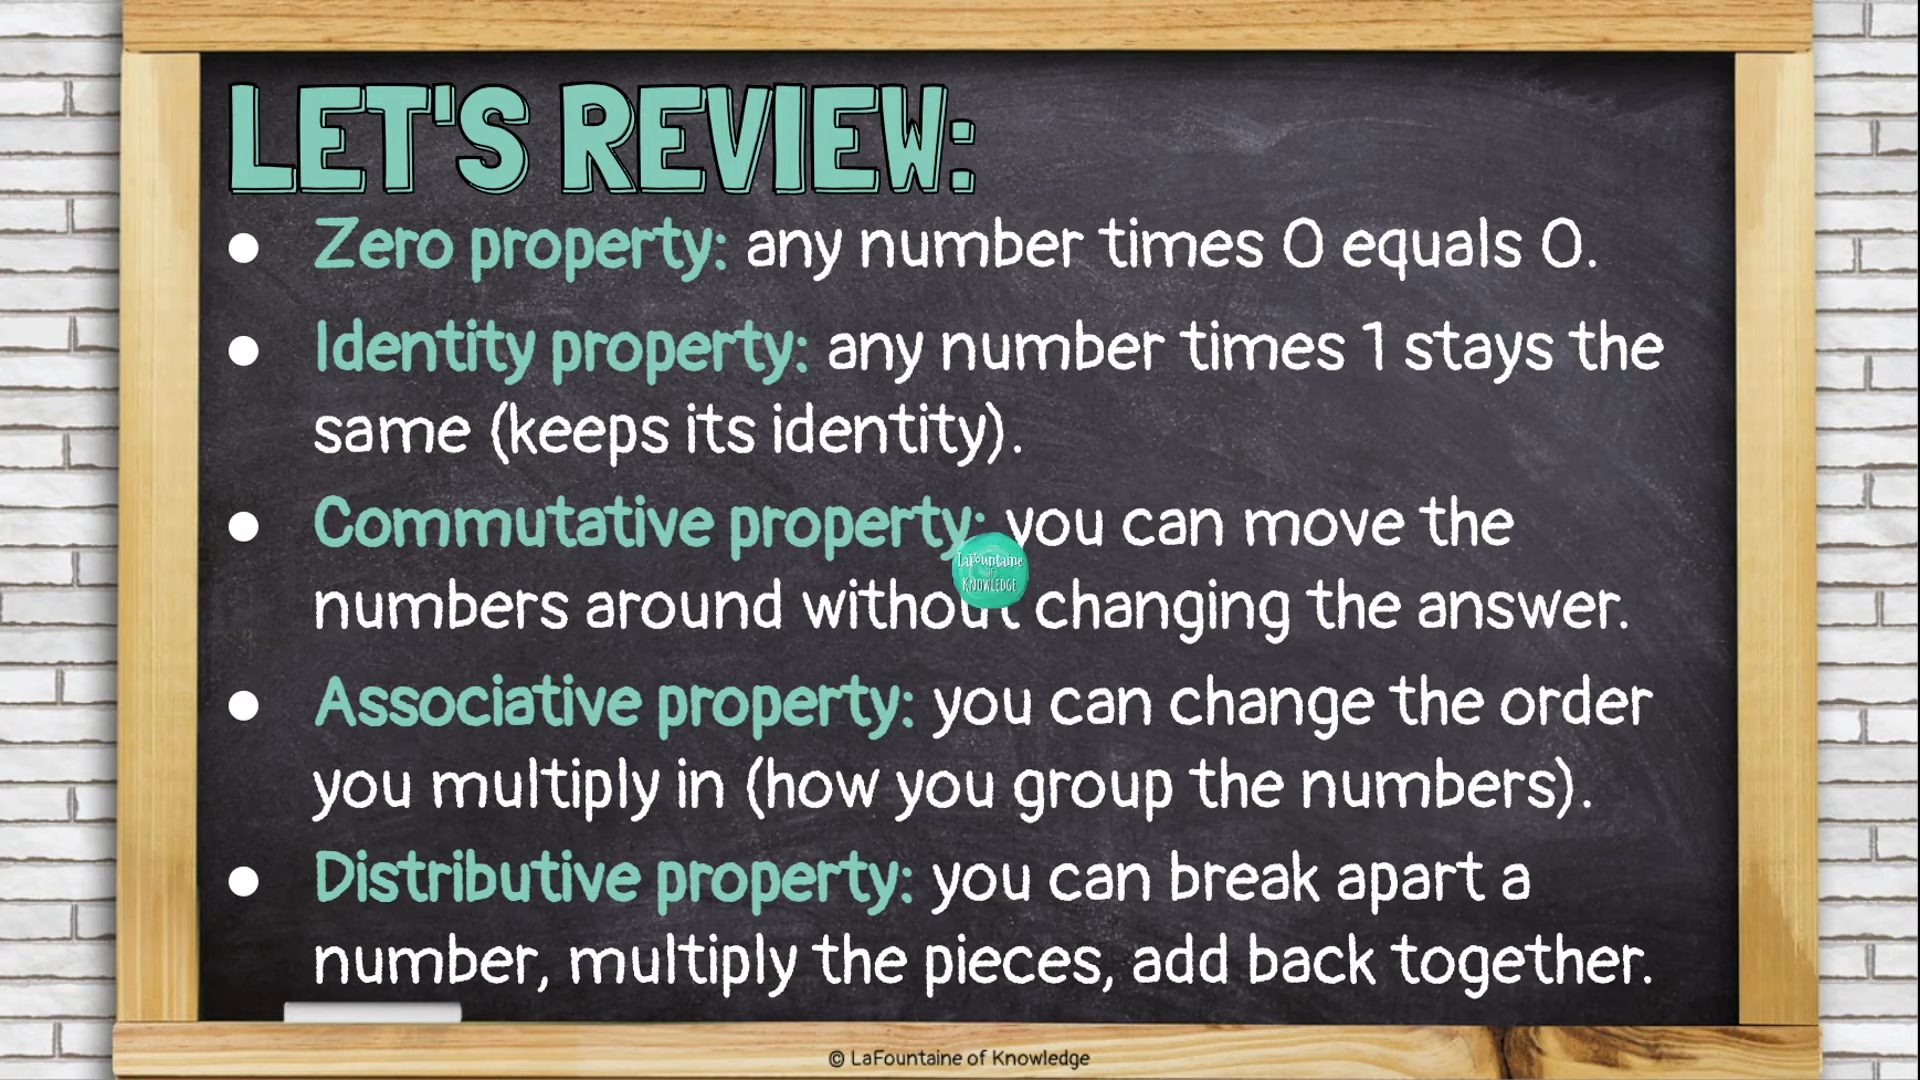 LET'S REVIEW:
● Zero property: any number times 0 equals 0.
● Identity property: any number times 1 stays the
same (keeps its identity).
● Commutative property: you can move the
numbers around without changing the answer.
LaFountaine
of
KNOWLEDGE
● Associative property: you can change the order
you multiply in (how you group the numbers).
● Distributive property: you can break apart a
number, multiply the pieces, add back together.
© LaFountaine of Knowledge